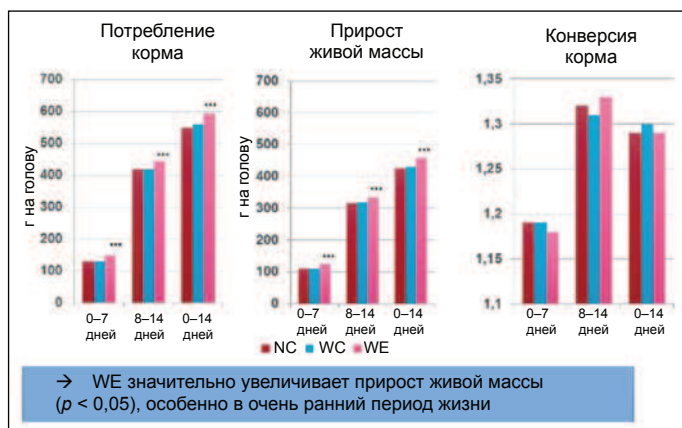 Потребление
корма
г на голову
700
600
500
400
300
200
100
0
***
***
***
0–7
дней
8–14
дней
0–14
дней
Прирост
живой массы
г на голову
700
600
500
400
300
200
100
0
***
***
***
0–7
дней
8–14
дней
0–14
дней
Конверсия
корма
1,35
1,3
1,25
1,2
1,15
1,1
0–7
дней
8–14
дней
0–14
дней
NC WC WE
→ WE значительно увеличивает прирост живой массы
(p < 0,05), особенно в очень ранний период жизни